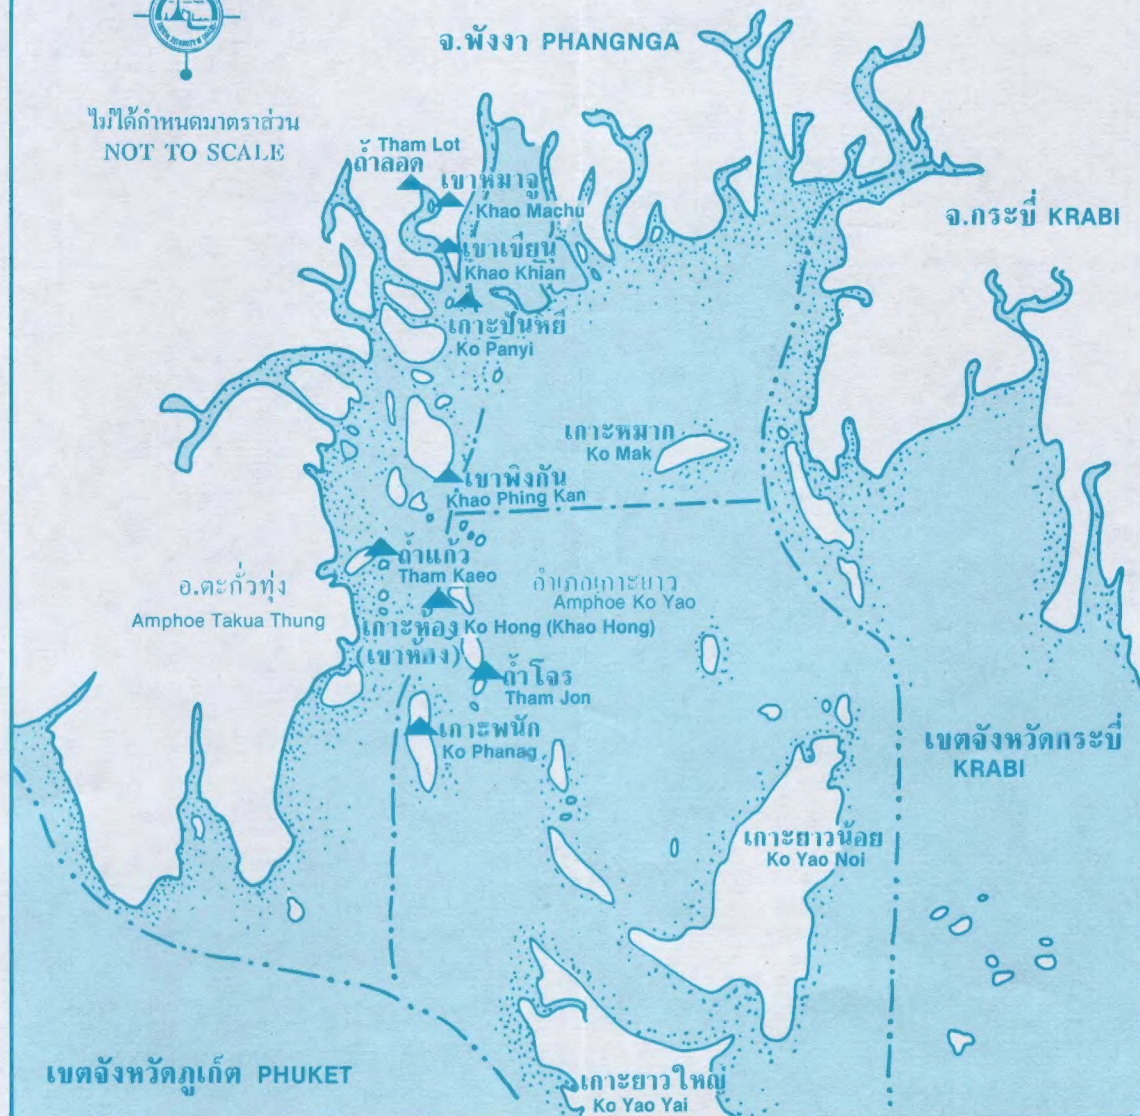 จ.พังงา PHANGNGA
ไม่ได้กำหนดมาตราส่วน
NOT TO SCALE
Tham Lot
ถ้ำลอด
เขาหมาจู
Khao Machu
จ.กระบี่ KRABI
เขาเขียน
Khao Khian
เกาะปันหยี
Ko Panyi
เกาะหมาก
Ko Mak
เขาพิงกัน
Khao Phing Kan
ถ้ำแก้ว
Tham Kaeo
อ.ตะกั่วทุ่ง
Amphoe Takua Thung
อำเภอเกาะยาว
Amphoe Ko Yao
เกาะห้อง Ko Hong (Khao Hong)
(เขาห้อง)
ถ้ำโจร
Tham Jon
เกาะพนัก
Ko Phanag
เขตจังหวัดกระบี่
KRABI
เกาะยาวน้อย
Ko Yao Noi
เขตจังหวัดภูเก็ต PHUKET
เกาะยาวใหญ่
Ko Yao Yai